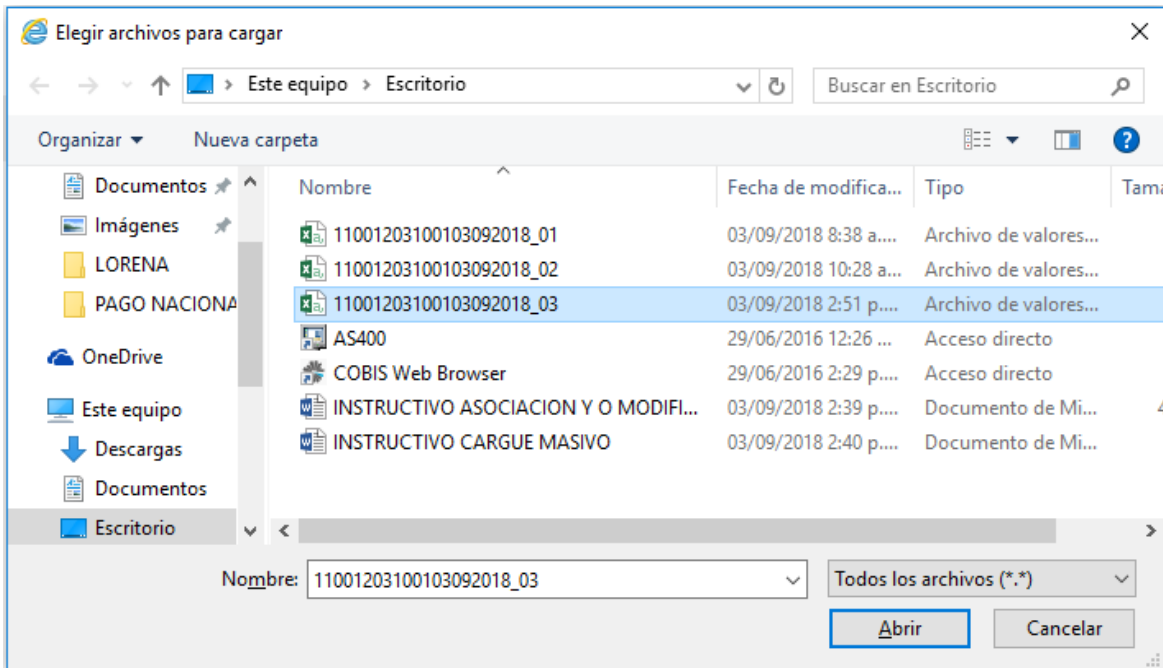 Elegir archivos para cargar
Este equipo > Escritorio
Buscar en Escritorio
Organizar
Nueva carpeta
Documentos
Imágenes
LORENA
PAGO NACIONA
OneDrive
Este equipo
Descargas
Documentos
Escritorio
Nombre Fecha de modifica... Tipo Tama
11001203100103092018_01 03/09/2018 8:38 a.... Archivo de valores...
11001203100103092018_02 03/09/2018 10:28 a... Archivo de valores...
11001203100103092018_03 03/09/2018 2:51 p.... Archivo de valores...
AS400 29/06/2016 12:26 ... Acceso directo
COBIS Web Browser 29/06/2016 2:29 p.... Acceso directo
INSTRUCTIVO ASOCIACION Y O MODIFI... 03/09/2018 2:39 p.... Documento de Mi... 4
INSTRUCTIVO CARGUE MASIVO 03/09/2018 2:40 p.... Documento de Mi...
Nombre: 11001203100103092018_03
Todos los archivos (*.*)
Abrir
Cancelar